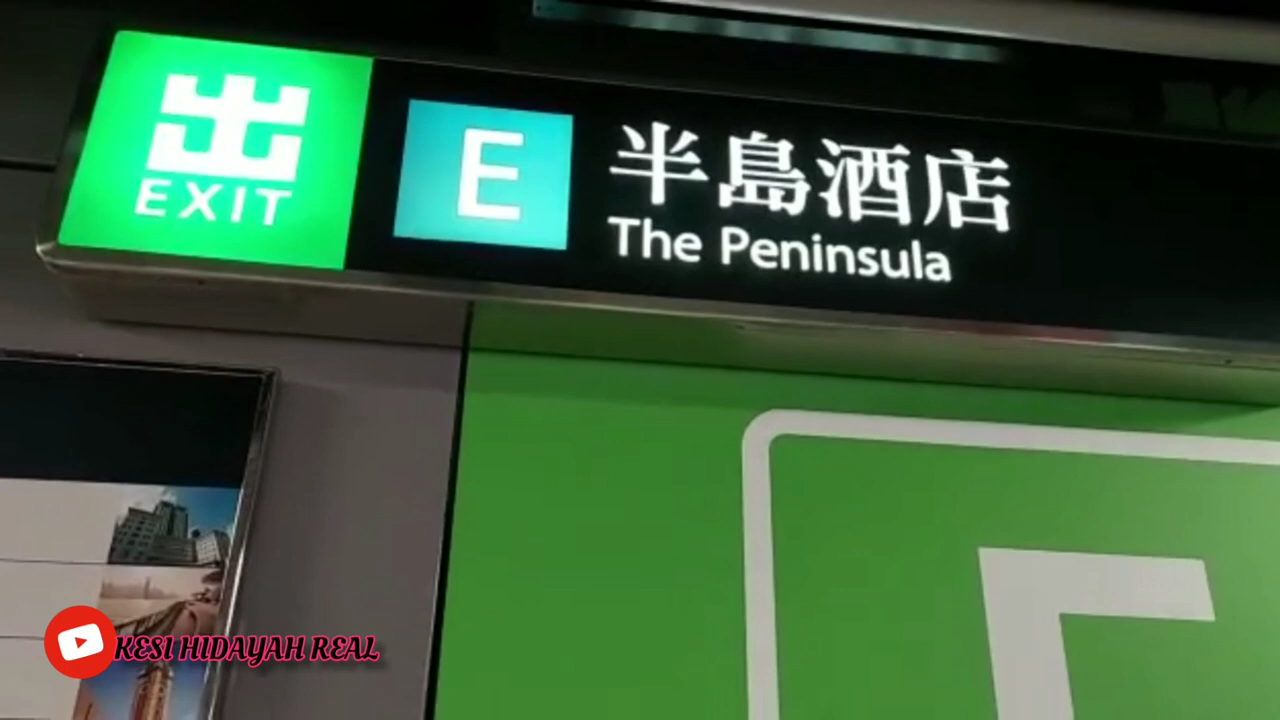 出
EXIT
E
半島酒店
The Peninsula
E
KESI HIDAYAH REAL